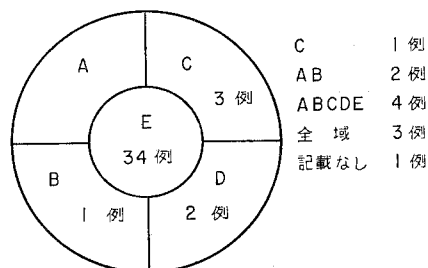 A
C
3 例
E
34 例
B
1 例
D
2 例
C 1 例
AB 2 例
ABCDE 4 例
全域 3 例
記載なし 1 例